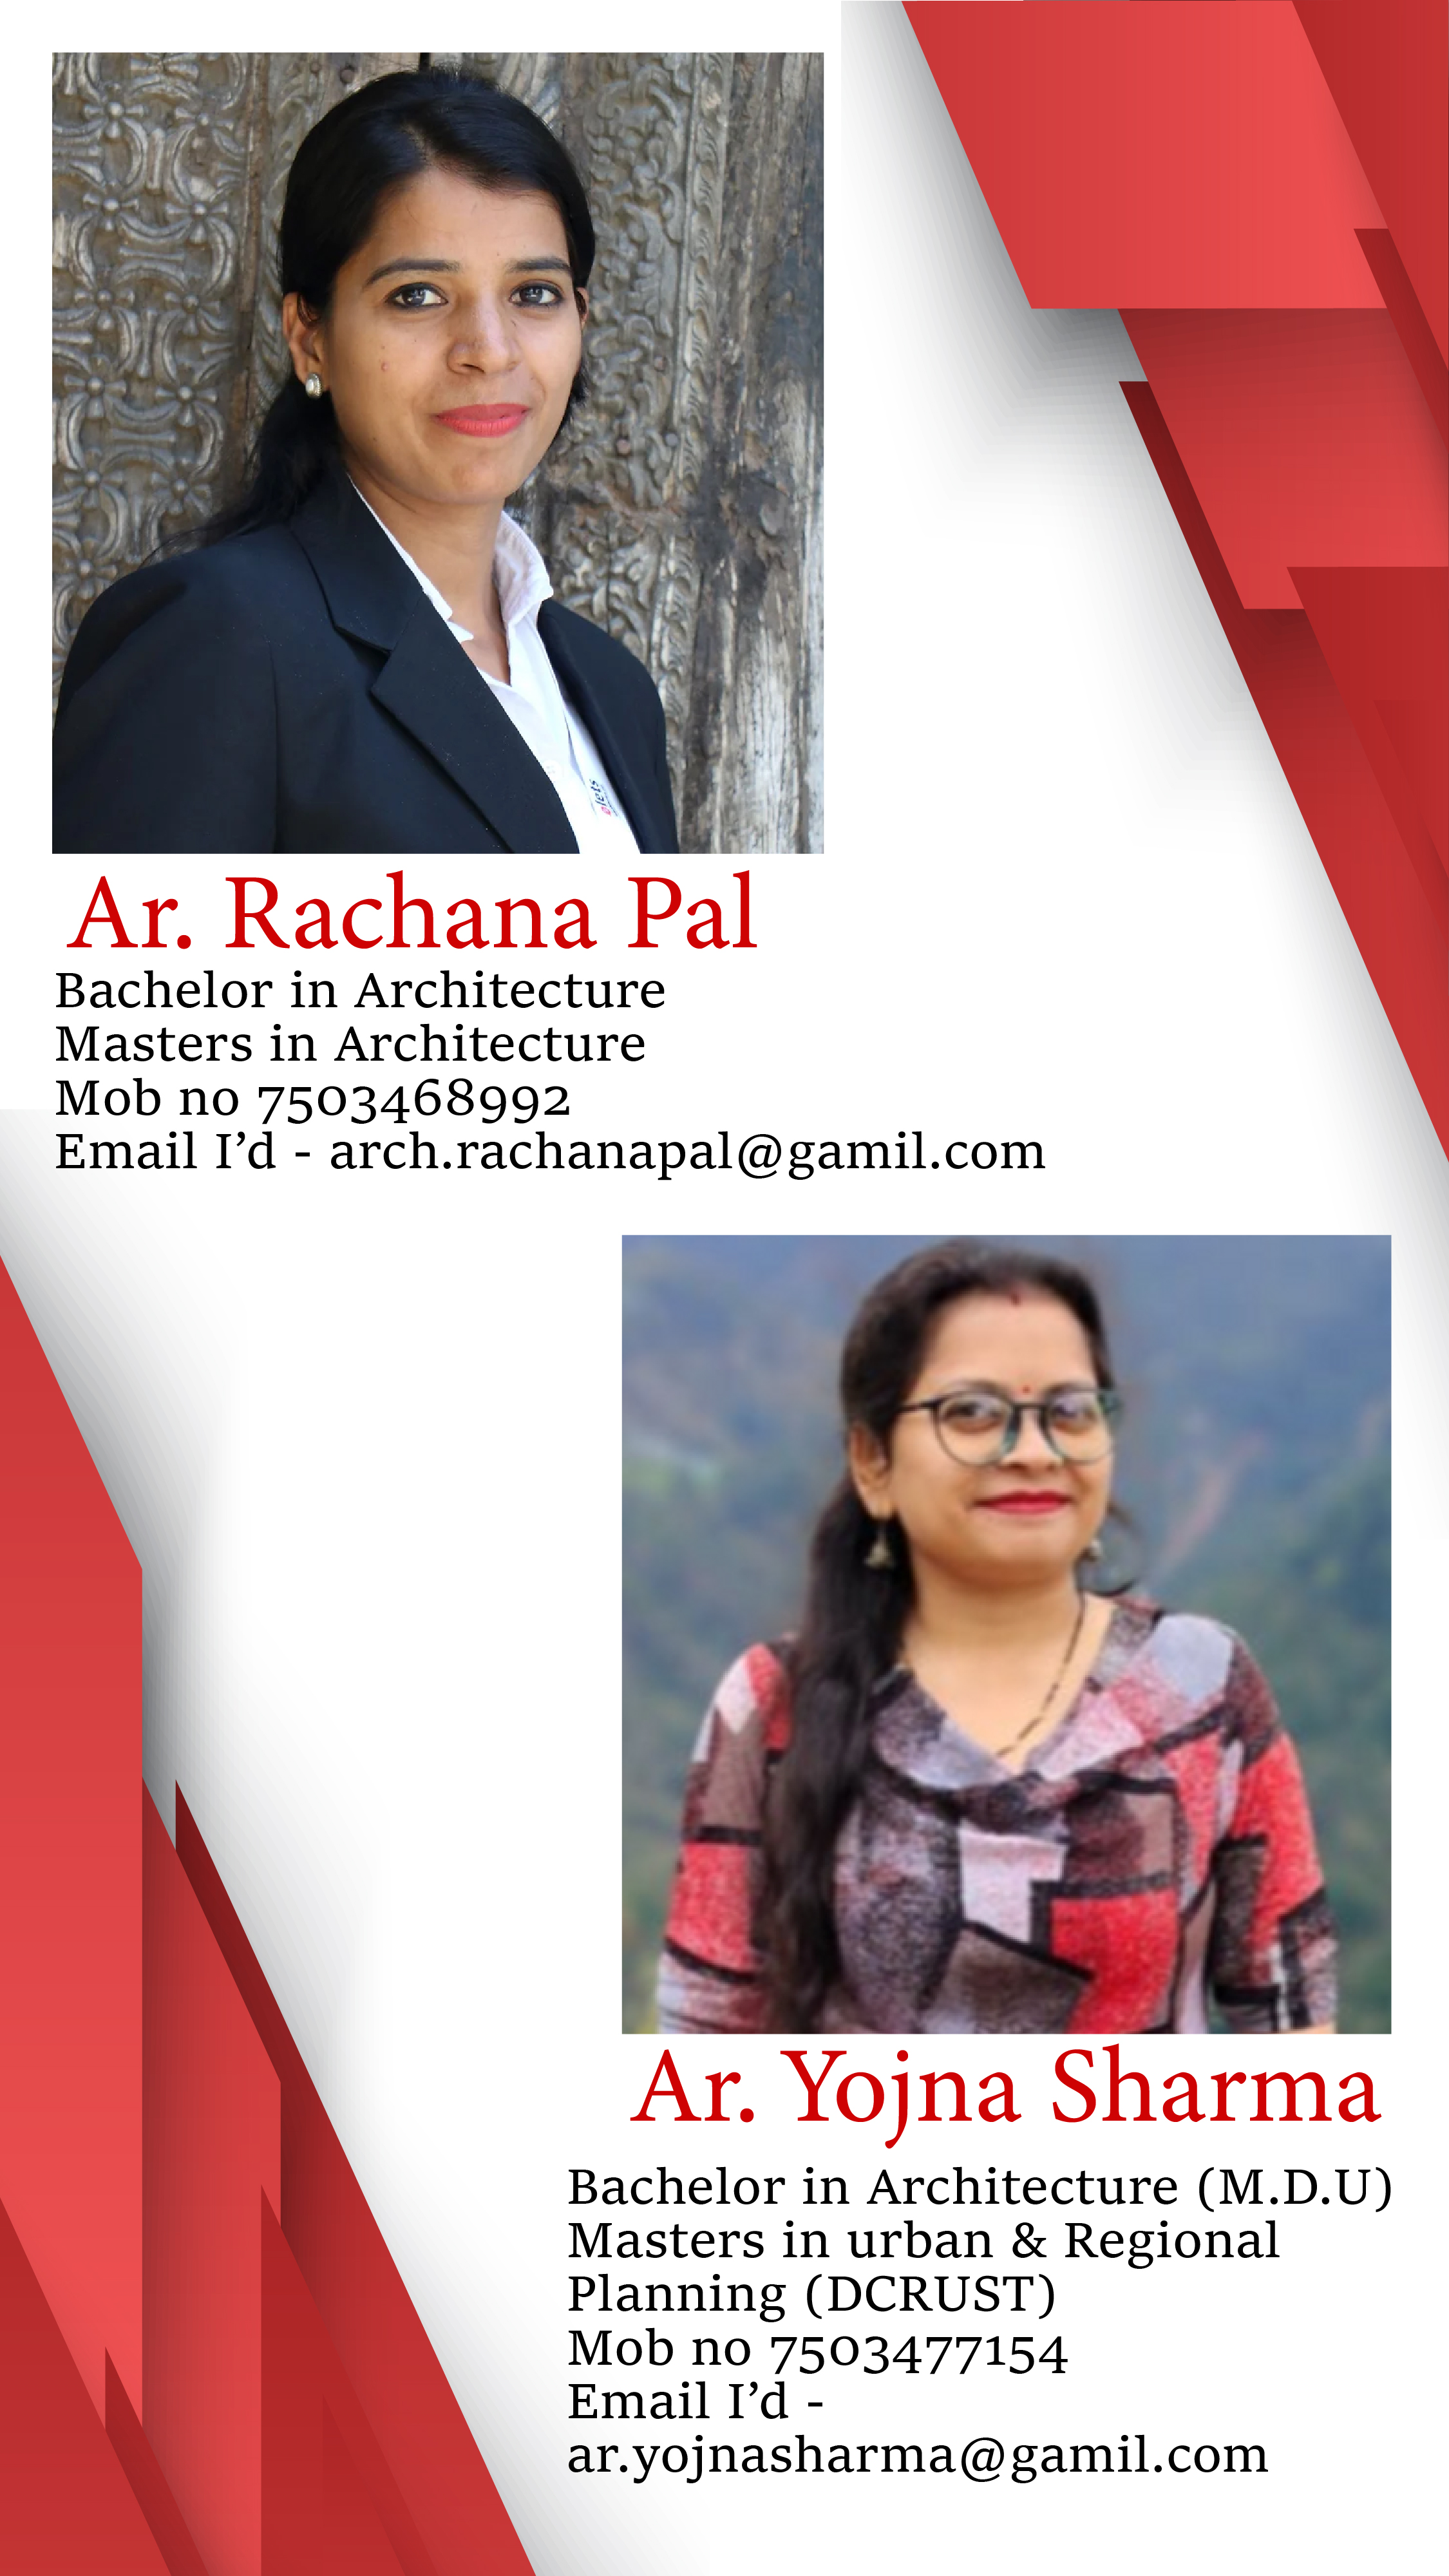 Ar. Rachana Pal
Bachelor in Architecture
Masters in Architecture
Mob no 7503468992
Email I’d - arch.rachanapal@gamil.com
Ar. Yojna Sharma
Bachelor in Architecture (M.D.U)
Masters in urban & Regional
Planning (DCRUST)
Mob no 7503477154
Email I’d -
ar.yojnasharma@gamil.com